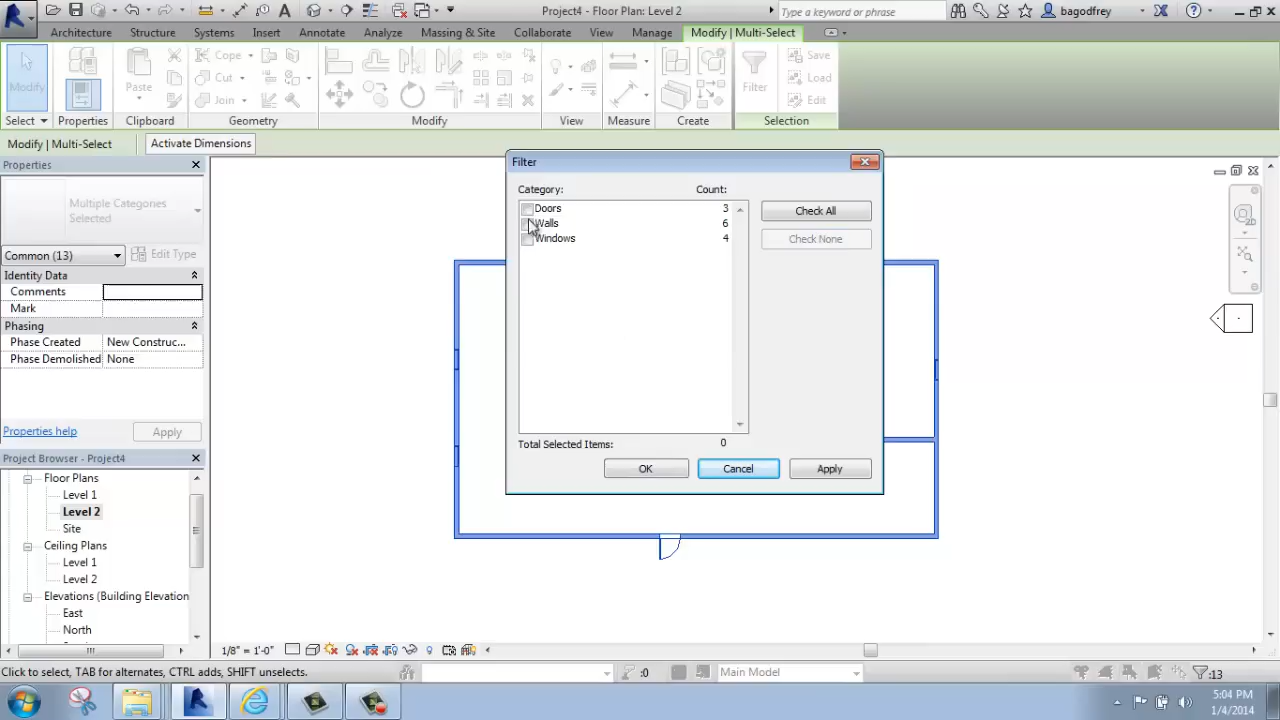 Project4 - Floor Plan: Level 2
Type a keyword or phrase
bagodfrey
Architecture Structure Systems Insert Annotate Analyze Massing & Site Collaborate View Manage Modify | Multi-Select
Modify
Paste
Cope
Cut
Join
Filter
Save
Load
Edit
Select Properties Clipboard Geometry Modify View Measure Create Selection
Modify | Multi-Select Activate Dimensions
Properties
Multiple Categories
Selected
Common (13) Edit Type
Identity Data
Comments
Mark
Phasing
Phase Created New Construc...
Phase Demolished None
Properties help Apply
Project Browser - Project4
Floor Plans
Level 1
Level 2
Site
Ceiling Plans
Level 1
Level 2
Elevations (Building Elevation
East
North
Filter
Category: Count:
Doors 3
Walls 6
Windows 4
Check All
Check None
Total Selected Items: 0
OK Cancel Apply
2D
1/8" = 1'-0"
Click to select, TAB for alternates, CTRL adds, SHIFT unselects.
:0
Main Model
:13
5:04 PM
1/4/2014